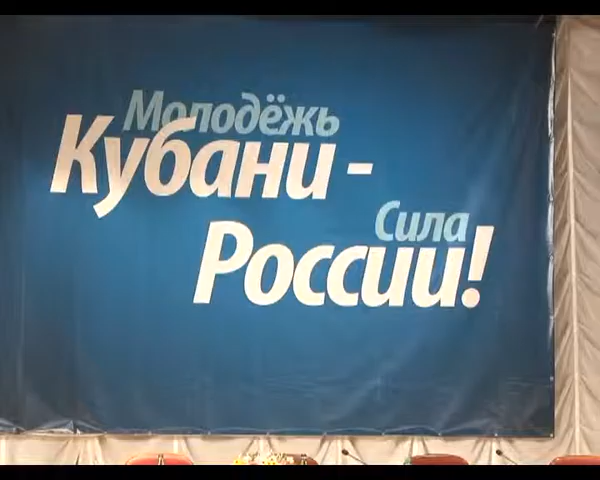 Молодёжь
Кубани -
Сила
России!